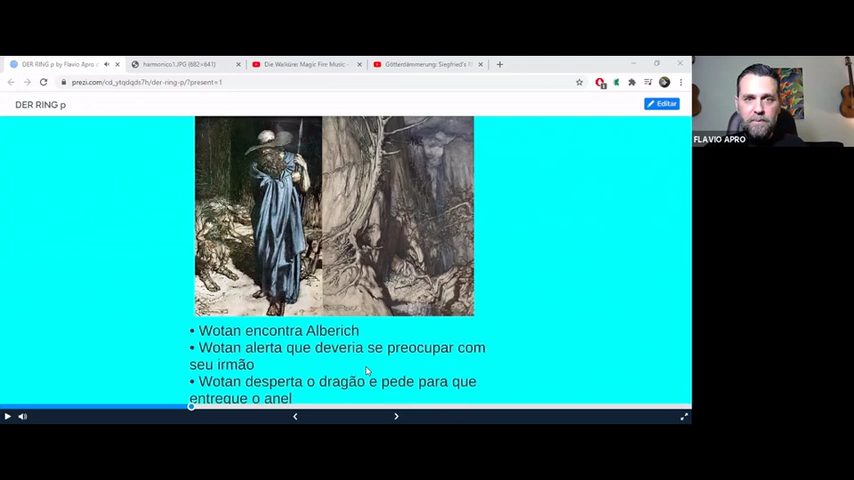 DER RING p by Flavio Apro
harmonico1.JPG (682×641)
Die Walküre: Magic Fire Music -
Götterdämmerung: Siegfried's
prezi.com/cd_ytqdqds7h/der-ring-p/?present=1
DER RING p
Editar
FLAVIO APRO
• Wotan encontra Alberich
• Wotan alerta que deveria se preocupar com
seu irmão
• Wotan desperta o dragão e pede para que
entregue o anel